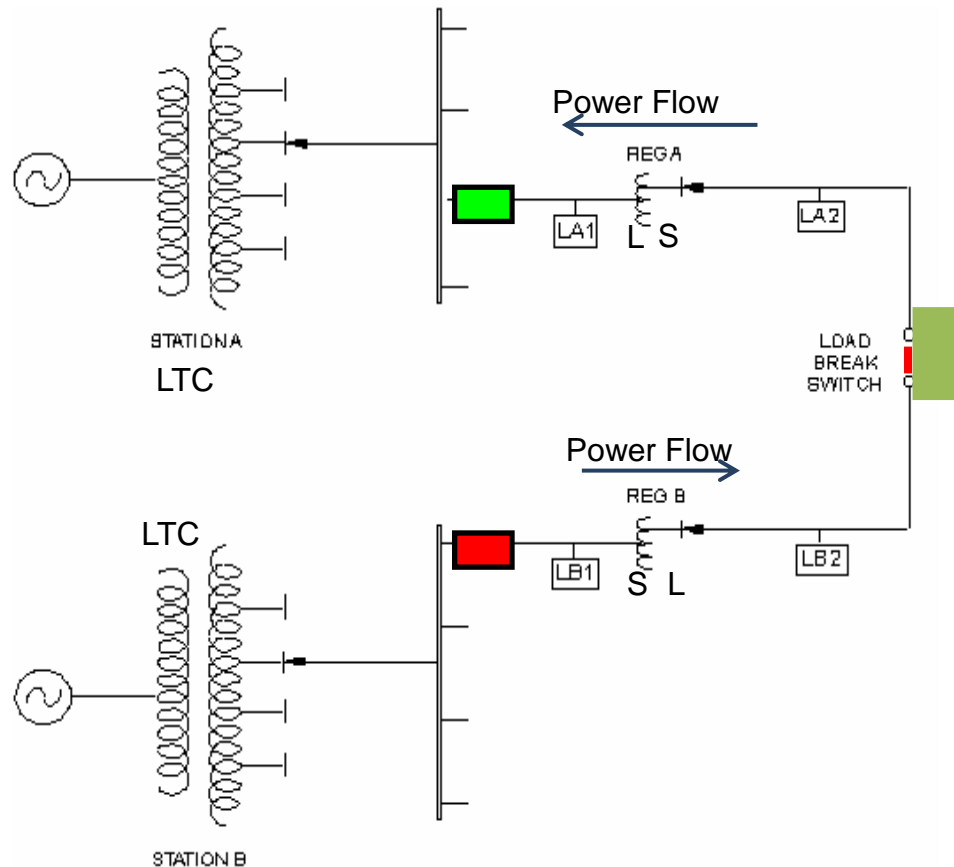 Power Flow
REG A
LA1
LA2
L S
STATION A
LTC
LOAD
BREAK
SWITCH
Power Flow
REG B
LTC
LB1
LB2
S L
STATION B